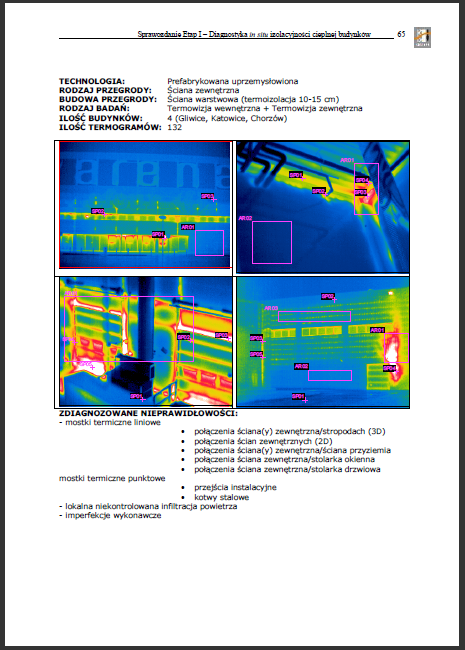 Sprawozdanie Etap I – Diagnostyka in situ izolacyjności cieplnej budynków 65
TECHNOLOGIA: Prefabrykowana uprzemysłowiona
RODZAJ PRZEGRODY: Ściana zewnętrzna
BUDOWA PRZEGRODY: Ściana warstwowa (termoizolacja 10-15 cm)
RODZAJ BADAŃ: Termowizja wewnętrzna + Termowizja zewnętrzna
ILOŚĆ BUDYNKÓW: 4 (Gliwice, Katowice, Chorzów)
ILOŚĆ TERMOGRAMÓW: 132
arana
SP03
SP02
SP01
AR01
AR01
SP01
SP04
SP02
SP03
AR02
SP02
SP01
SP02
AR03
AR01
SP03
SP04
AR02
SP01
ZDIAGNOZOWANE NIEPRAWIDŁOWOŚCI:
- mostki termiczne liniowe
• połączenia ściana(y) zewnętrzna/stropodach (3D)
• połączenia ścian zewnętrznych (2D)
• połączenia ściana(y) zewnętrzna/ściana przyziemia
• połączenia ściana zewnętrzna/stolarka okienna
• połączenia ściana zewnętrzna/stolarka drzwiowa
mostki termiczne punktowe
• przejścia instalacyjne
• kotwy stalowe
- lokalna niekontrolowana infiltracja powietrza
- imperfekcje wykonawcze